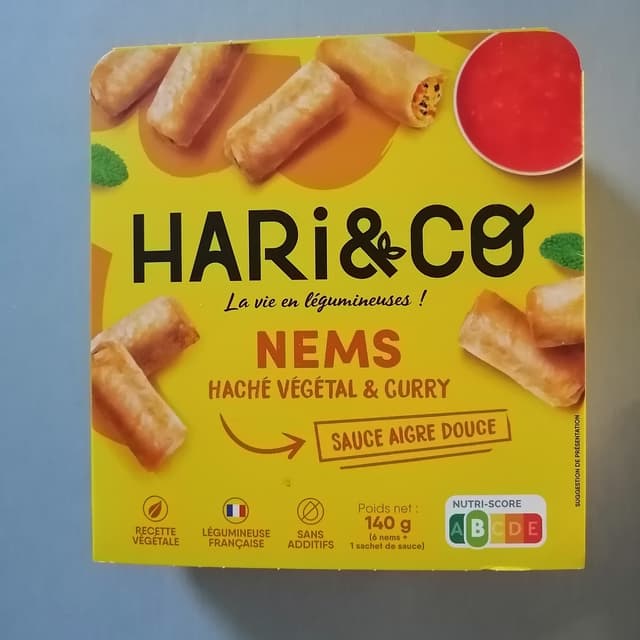 HARi&CO
La vie en légumineuses !
NEMS
HACHÉ VÉGÉTAL & CURRY
SAUCE AIGRE DOUCE
SUGGESTION DE PRÉSENTATION
RECETTE
VÉGÉTALE
LÉGUMINEUSE
FRANÇAISE
SANS
ADDITIFS
Poids net :
140 g
(6 nems +
1 sachet de sauce)
NUTRI-SCORE
A B C D E